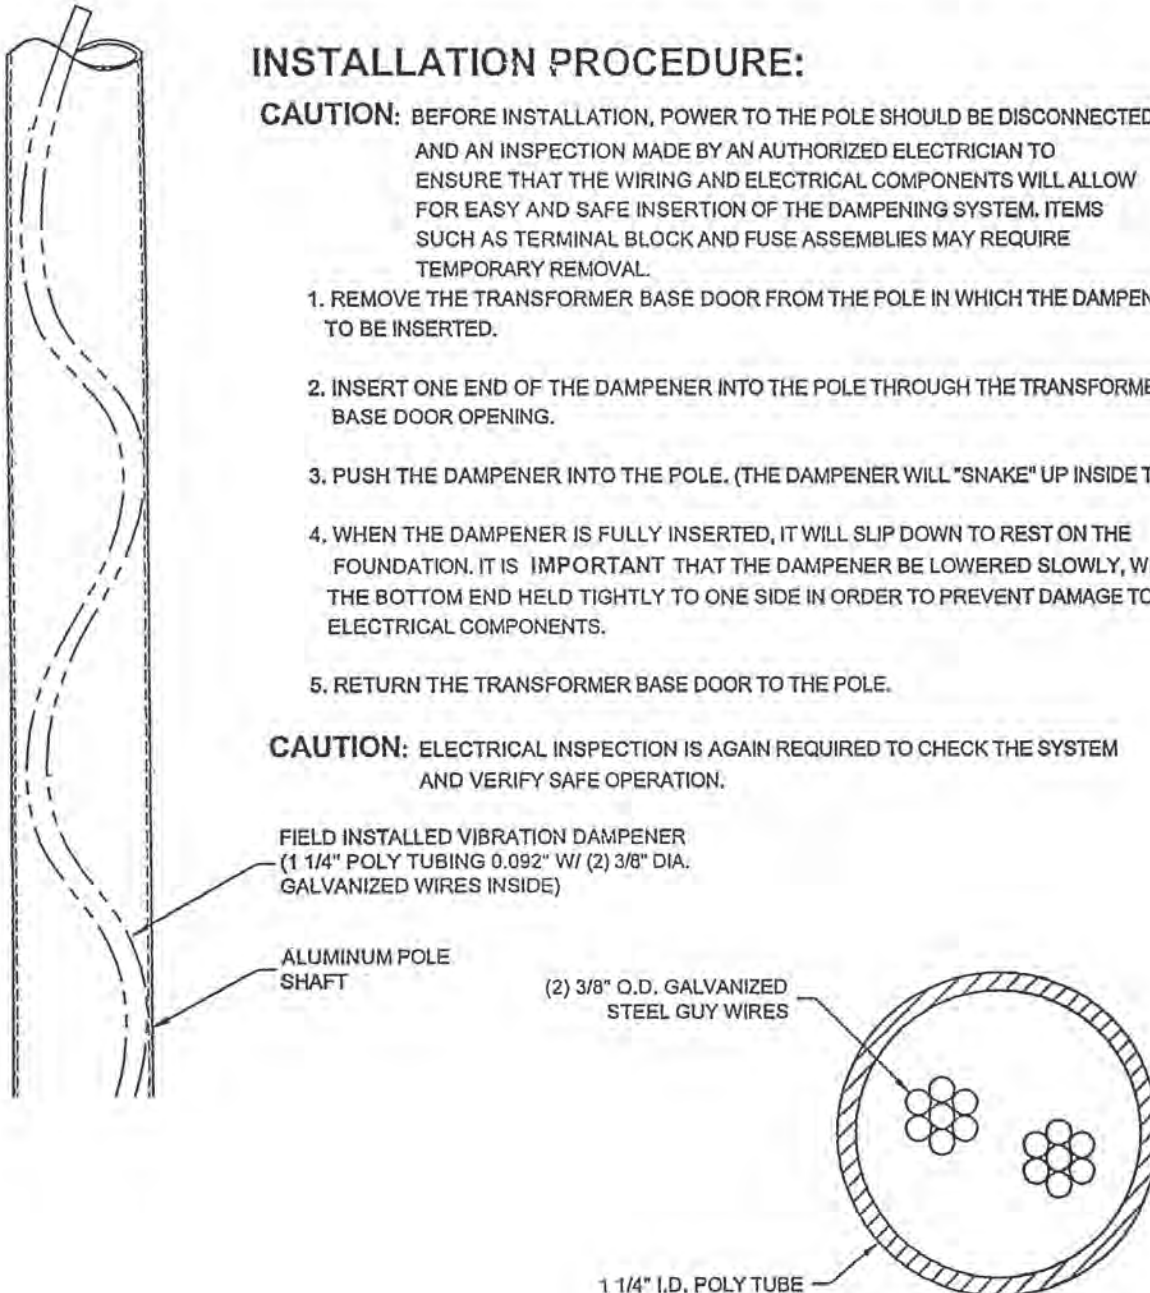 INSTALLATION PROCEDURE:
CAUTION: BEFORE INSTALLATION, POWER TO THE POLE SHOULD BE DISCONNECTED
AND AN INSPECTION MADE BY AN AUTHORIZED ELECTRICIAN TO
ENSURE THAT THE WIRING AND ELECTRICAL COMPONENTS WILL ALLOW
FOR EASY AND SAFE INSERTION OF THE DAMPENING SYSTEM. ITEMS
SUCH AS TERMINAL BLOCK AND FUSE ASSEMBLIES MAY REQUIRE
TEMPORARY REMOVAL.
1. REMOVE THE TRANSFORMER BASE DOOR FROM THE POLE IN WHICH THE DAMPEN
TO BE INSERTED.
2. INSERT ONE END OF THE DAMPENER INTO THE POLE THROUGH THE TRANSFORME
BASE DOOR OPENING.
3. PUSH THE DAMPENER INTO THE POLE. (THE DAMPENER WILL "SNAKE" UP INSIDE T
4. WHEN THE DAMPENER IS FULLY INSERTED, IT WILL SLIP DOWN TO REST ON THE
FOUNDATION. IT IS IMPORTANT THAT THE DAMPENER BE LOWERED SLOWLY, W
THE BOTTOM END HELD TIGHTLY TO ONE SIDE IN ORDER TO PREVENT DAMAGE TO
ELECTRICAL COMPONENTS.
5. RETURN THE TRANSFORMER BASE DOOR TO THE POLE.
CAUTION: ELECTRICAL INSPECTION IS AGAIN REQUIRED TO CHECK THE SYSTEM
AND VERIFY SAFE OPERATION.
FIELD INSTALLED VIBRATION DAMPENER
(1 1/4" POLY TUBING 0.092" W/ (2) 3/8" DIA.
GALVANIZED WIRES INSIDE)
ALUMINUM POLE
SHAFT
(2) 3/8" O.D. GALVANIZED
STEEL GUY WIRES
1 1/4" I.D. POLY TUBE